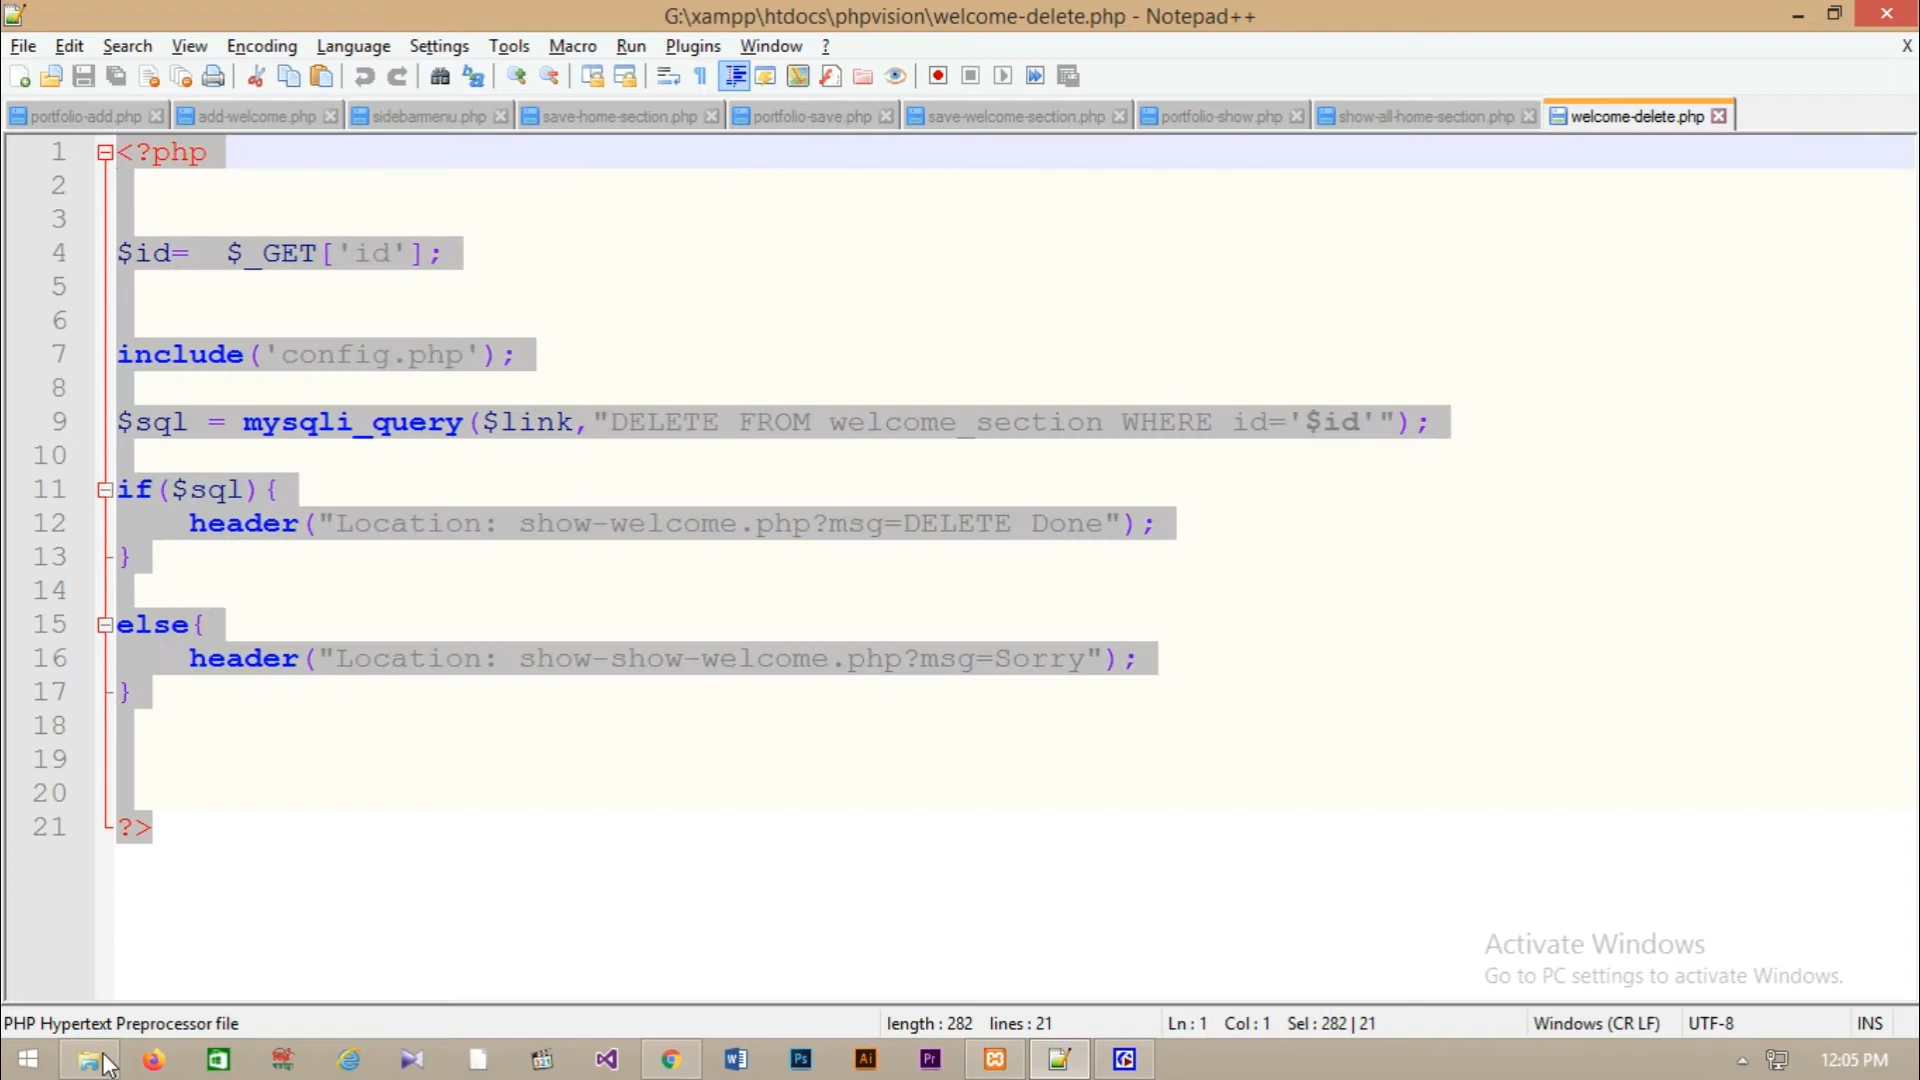 G:\xampp\htdocs\phpvision\welcome-delete.php - Notepad++
File Edit Search View Encoding Language Settings Tools Macro Run Plugins Window ? X
portfolio-add.php add-welcome.php sidebarmenu.php save-home-section.php portfolio-save.php save-welcome-section.php portfolio-show.php show-all-home-section.php welcome-delete.php
1 <?php
2
3
4 $id=  $_GET['id'];
5
6
7 include('config.php');
8
9 $sql = mysqli_query($link,"DELETE FROM welcome_section WHERE id='$id'");
10
11 if($sql){
12     header("Location: show-welcome.php?msg=DELETE Done");
13 }
14
15 else{
16     header("Location: show-show-welcome.php?msg=Sorry");
17 }
18
19
20
21 ?>
Activate Windows
Go to PC settings to activate Windows.
PHP Hypertext Preprocessor file length : 282 lines : 21 Ln : 1 Col : 1 Sel : 282 | 21 Windows (CR LF) UTF-8 INS
Ps Ai Pr 12:05 PM